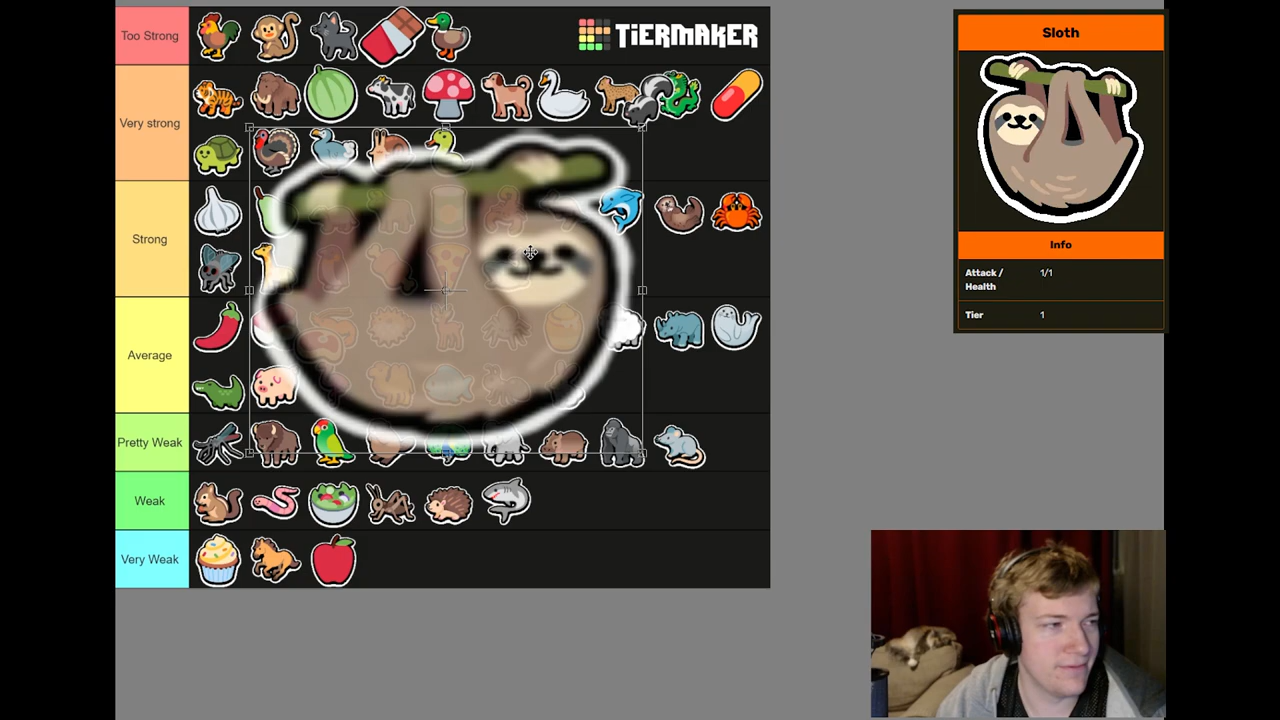 Too Strong
TIERMAKER
Very strong
Strong
Average
Pretty Weak
Weak
Very Weak
Sloth
Info
Attack / Health 1/1
Tier 1